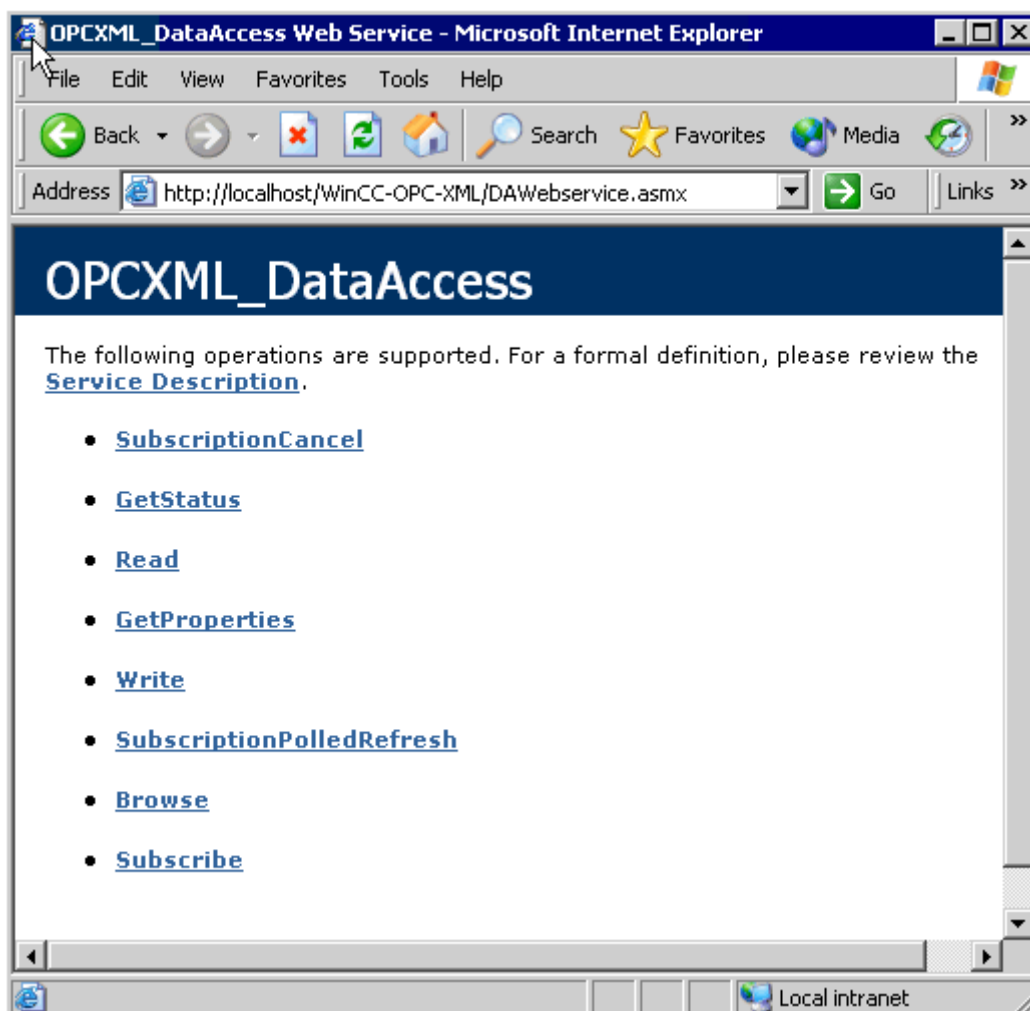 OPCXML_DataAccess Web Service - Microsoft Internet Explorer
File Edit View Favorites Tools Help
Back Search Favorites Media »
Address http://localhost/WinCC-OPC-XML/DAWebservice.asmx Go Links »
OPCXML_DataAccess
The following operations are supported. For a formal definition, please review the
Service Description.
• SubscriptionCancel
• GetStatus
• Read
• GetProperties
• Write
• SubscriptionPolledRefresh
• Browse
• Subscribe
Local intranet